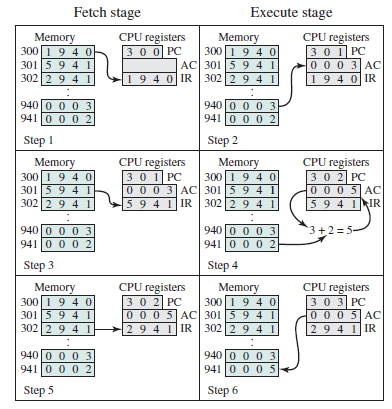 Fetch stage Execute stage
Memory CPU registers
300 1 9 4 0 3 0 0 PC
301 5 9 4 1 AC
302 2 9 4 1 1 9 4 0 IR
:
940 0 0 0 3
941 0 0 0 2
Step 1
Memory CPU registers
300 1 9 4 0 3 0 1 PC
301 5 9 4 1 0 0 0 3 AC
302 2 9 4 1 1 9 4 0 IR
:
940 0 0 0 3
941 0 0 0 2
Step 2
Memory CPU registers
300 1 9 4 0 3 0 1 PC
301 5 9 4 1 0 0 0 3 AC
302 2 9 4 1 5 9 4 1 IR
:
940 0 0 0 3
941 0 0 0 2
Step 3
Memory CPU registers
300 1 9 4 0 3 0 2 PC
301 5 9 4 1 0 0 0 5 AC
302 2 9 4 1 5 9 4 1 IR
:
940 0 0 0 3 3 + 2 = 5
941 0 0 0 2
Step 4
Memory CPU registers
300 1 9 4 0 3 0 2 PC
301 5 9 4 1 0 0 0 5 AC
302 2 9 4 1 2 9 4 1 IR
:
940 0 0 0 3
941 0 0 0 2
Step 5
Memory CPU registers
300 1 9 4 0 3 0 3 PC
301 5 9 4 1 0 0 0 5 AC
302 2 9 4 1 2 9 4 1 IR
:
940 0 0 0 3
941 0 0 0 5
Step 6